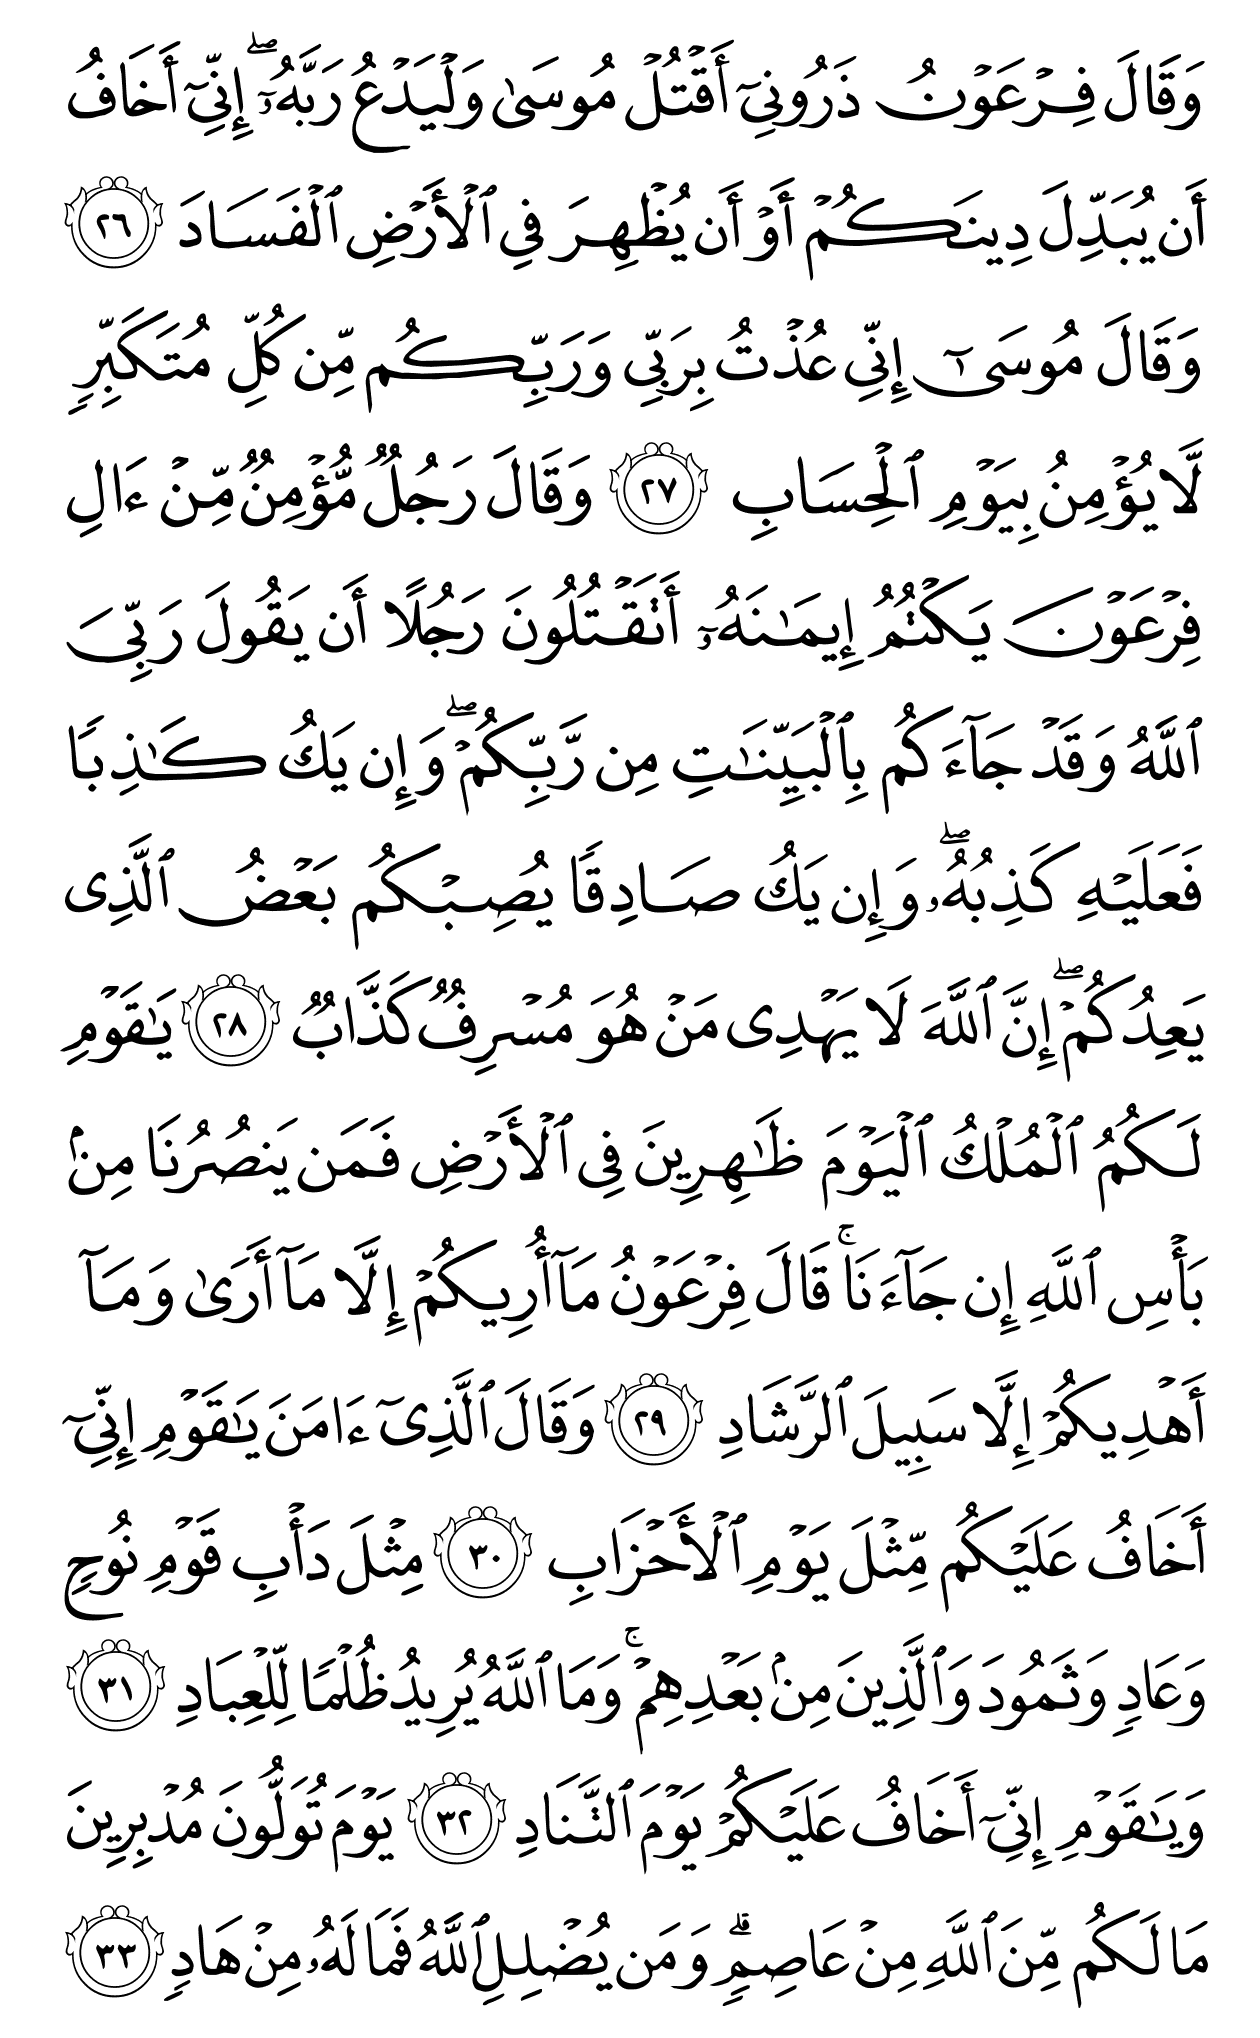 وَقَالَ فِرْعَوْنُ ذَرُونِىٓ أَقْتُلْ مُوسَىٰ وَلْيَدْعُ رَبَّهُۥٓ ۖ إِنِّىٓ أَخَافُ
أَن يُبَدِّلَ دِينَكُمْ أَوْ أَن يُظْهِرَ فِى ٱلْأَرْضِ ٱلْفَسَادَ ٢٦
وَقَالَ مُوسَىٰٓ إِنِّى عُذْتُ بِرَبِّى وَرَبِّكُم مِّن كُلِّ مُتَكَبِّرٍ
لَّا يُؤْمِنُ بِيَوْمِ ٱلْحِسَابِ ٢٧ وَقَالَ رَجُلٌ مُّؤْمِنٌ مِّنْ ءَالِ
فِرْعَوْنَ يَكْتُمُ إِيمَٰنَهُۥٓ أَتَقْتُلُونَ رَجُلًا أَن يَقُولَ رَبِّىَ
ٱللَّهُ وَقَدْ جَآءَكُم بِٱلْبَيِّنَٰتِ مِن رَّبِّكُمْ ۖ وَإِن يَكُ كَٰذِبًا
فَعَلَيْهِ كَذِبُهُۥ ۖ وَإِن يَكُ صَادِقًا يُصِبْكُم بَعْضُ ٱلَّذِى
يَعِدُكُمْ ۖ إِنَّ ٱللَّهَ لَا يَهْدِى مَنْ هُوَ مُسْرِفٌ كَذَّابٌ ٢٨ يَٰقَوْمِ
لَكُمُ ٱلْمُلْكُ ٱلْيَوْمَ ظَٰهِرِينَ فِى ٱلْأَرْضِ فَمَن يَنصُرُنَا مِنۢ
بَأْسِ ٱللَّهِ إِن جَآءَنَا ۚ قَالَ فِرْعَوْنُ مَآ أُرِيكُمْ إِلَّا مَآ أَرَىٰ وَمَآ
أَهْدِيكُمْ إِلَّا سَبِيلَ ٱلرَّشَادِ ٢٩ وَقَالَ ٱلَّذِىٓ ءَامَنَ يَٰقَوْمِ إِنِّىٓ
أَخَافُ عَلَيْكُم مِّثْلَ يَوْمِ ٱلْأَحْزَابِ ٣٠ مِثْلَ دَأْبِ قَوْمِ نُوحٍ
وَعَادٍ وَثَمُودَ وَٱلَّذِينَ مِنۢ بَعْدِهِمْ ۚ وَمَا ٱللَّهُ يُرِيدُ ظُلْمًا لِّلْعِبَادِ ٣١
وَيَٰقَوْمِ إِنِّىٓ أَخَافُ عَلَيْكُمْ يَوْمَ ٱلتَّنَادِ ٣٢ يَوْمَ تُوَلُّونَ مُدْبِرِينَ
مَا لَكُم مِّنَ ٱللَّهِ مِنْ عَاصِمٍ ۗ وَمَن يُضْلِلِ ٱللَّهُ فَمَا لَهُۥ مِنْ هَادٍ ٣٣